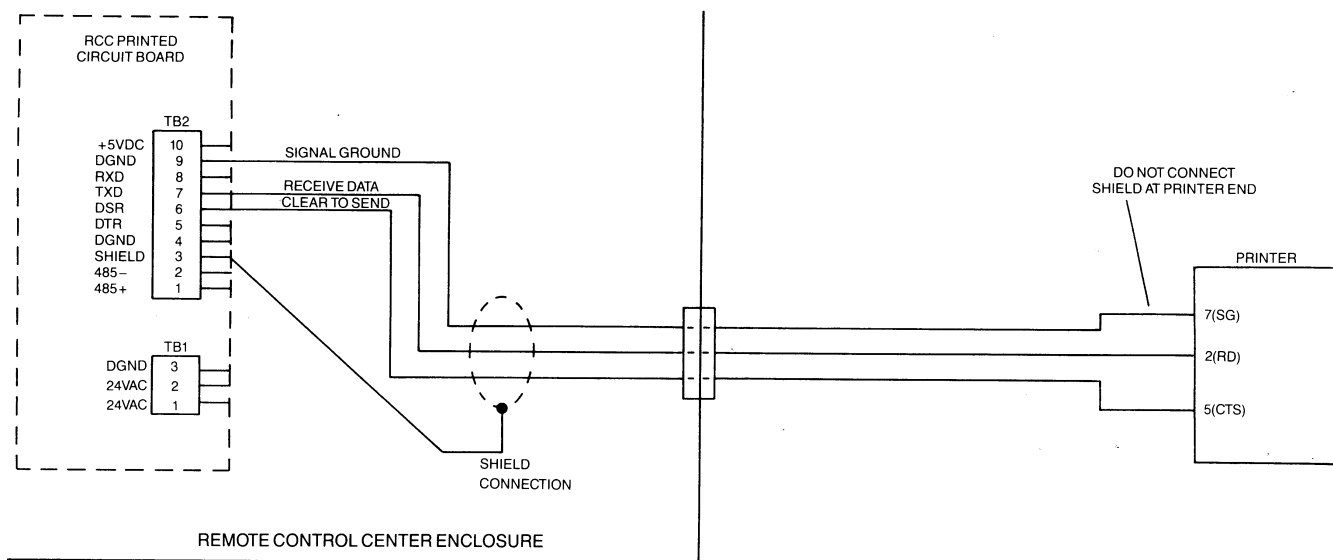 RCC PRINTED
CIRCUIT BOARD
TB2
+5VDC 10
DGND 9
RXD 8
TXD 7
DSR 6
DTR 5
DGND 4
SHIELD 3
485– 2
485+ 1
SIGNAL GROUND
RECEIVE DATA
CLEAR TO SEND
TB1
DGND 3
24VAC 2
24VAC 1
SHIELD
CONNECTION
DO NOT CONNECT
SHIELD AT PRINTER END
PRINTER
7(SG)
2(RD)
5(CTS)
REMOTE CONTROL CENTER ENCLOSURE